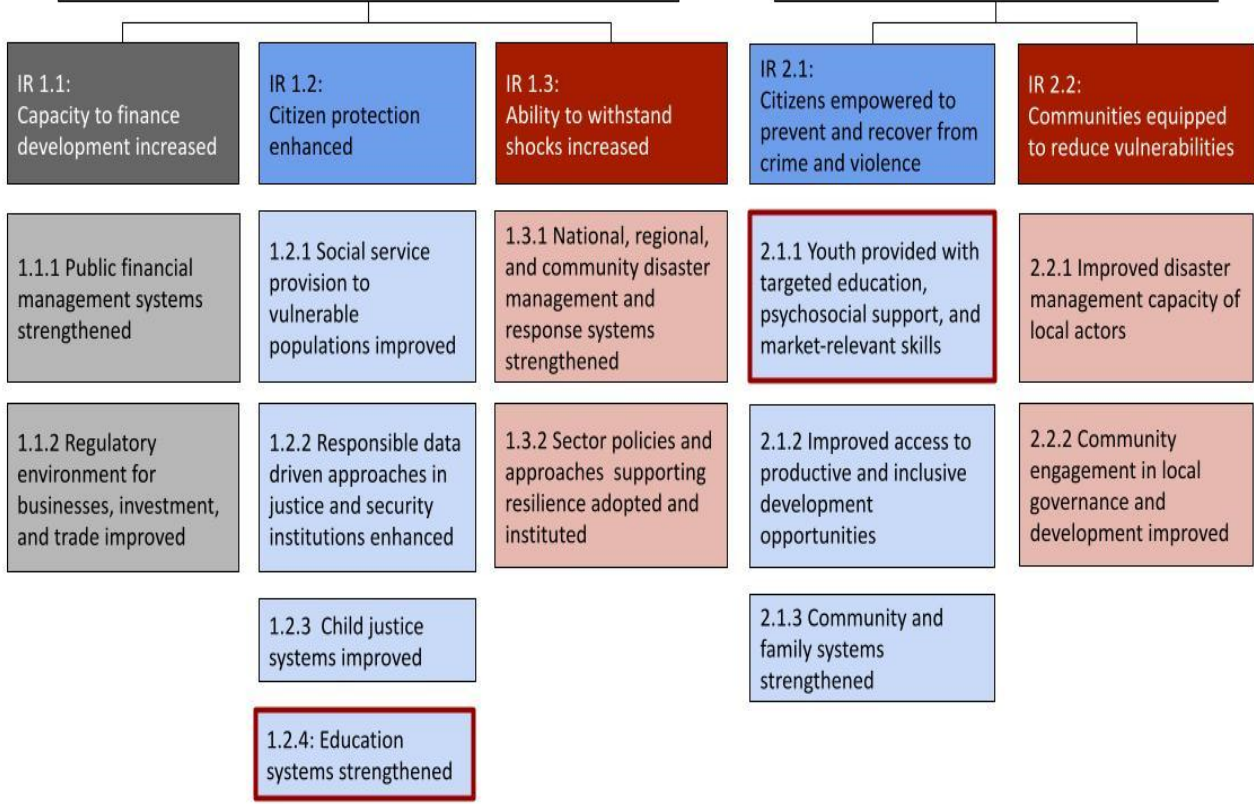 IR 1.1:
Capacity to finance
development increased
IR 1.2:
Citizen protection
enhanced
IR 1.3:
Ability to withstand
shocks increased
IR 2.1:
Citizens empowered to
prevent and recover from
crime and violence
IR 2.2:
Communities equipped
to reduce vulnerabilities
1.1.1 Public financial
management systems
strengthened
1.2.1 Social service
provision to
vulnerable
populations improved
1.3.1 National, regional,
and community disaster
management and
response systems
strengthened
2.1.1 Youth provided with
targeted education,
psychosocial support, and
market-relevant skills
2.2.1 Improved disaster
management capacity of
local actors
1.1.2 Regulatory
environment for
businesses, investment,
and trade improved
1.2.2 Responsible data
driven approaches in
justice and security
institutions enhanced
1.3.2 Sector policies and
approaches supporting
resilience adopted and
instituted
2.1.2 Improved access to
productive and inclusive
development
opportunities
2.2.2 Community
engagement in local
governance and
development improved
1.2.3 Child justice
systems improved
2.1.3 Community and
family systems
strengthened
1.2.4: Education
systems strengthened